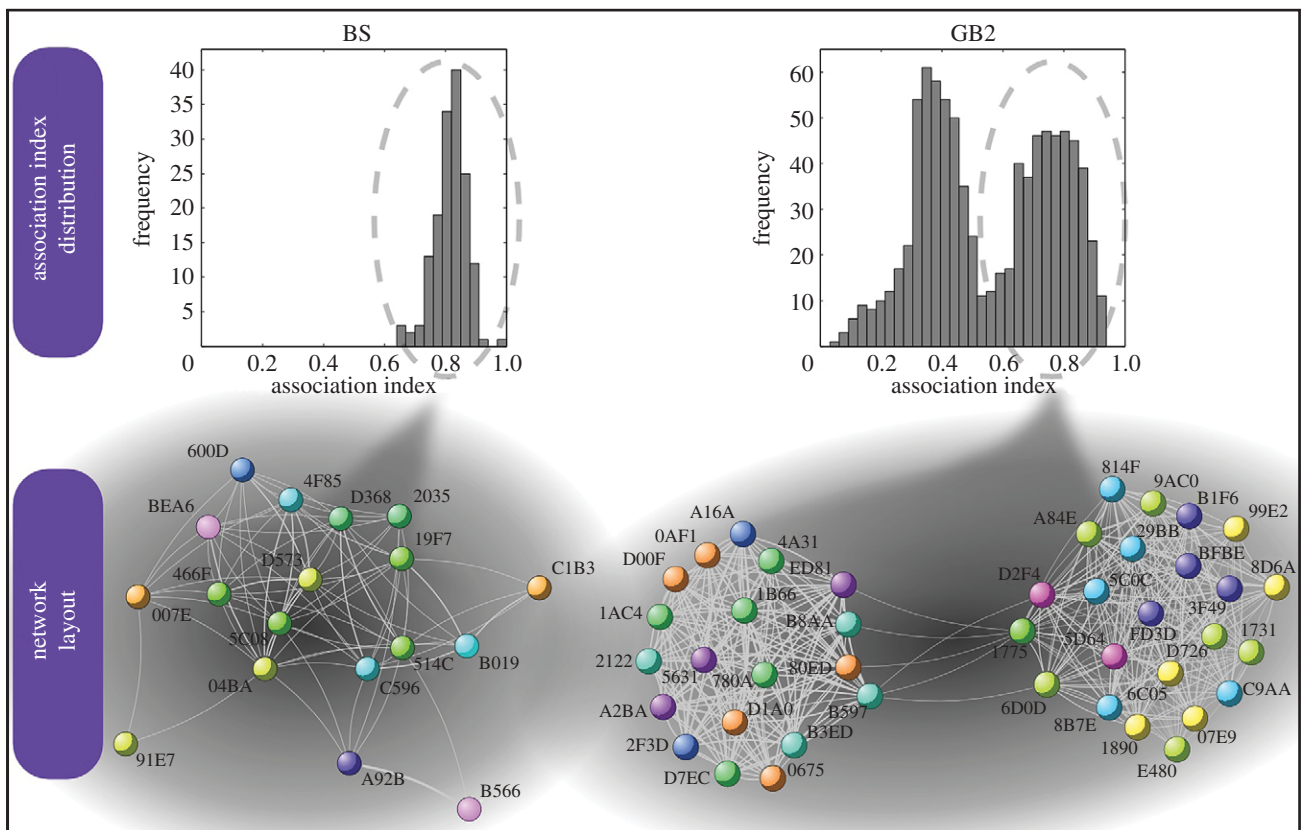 association index
distribution
BS
frequency
40
35
30
25
20
15
10
5
0
0.2
0.4
0.6
0.8
1.0
association index
GB2
frequency
60
50
40
30
20
10
0
0.2
0.4
0.6
0.8
1.0
association index
network
layout
600D
4F85
D368
2035
BEA6
19F7
D573
466F
C1B3
007E
5C08
514C
B019
04BA
C596
91E7
A92B
B566
A16A
0AF1
4A31
D00F
ED81
1B66
1AC4
B8AA
2122
5631
780A
80ED
A2BA
D1A0
B597
2F3D
B3ED
D7EC
0675
814F
9AC0
B1F6
A84E
29BB
99E2
BFBE
D2F4
5C0C
8D6A
3F49
FD3D
1775
5D64
1731
D726
6D0D
6C05
C9AA
8B7E
07E9
1890
E480